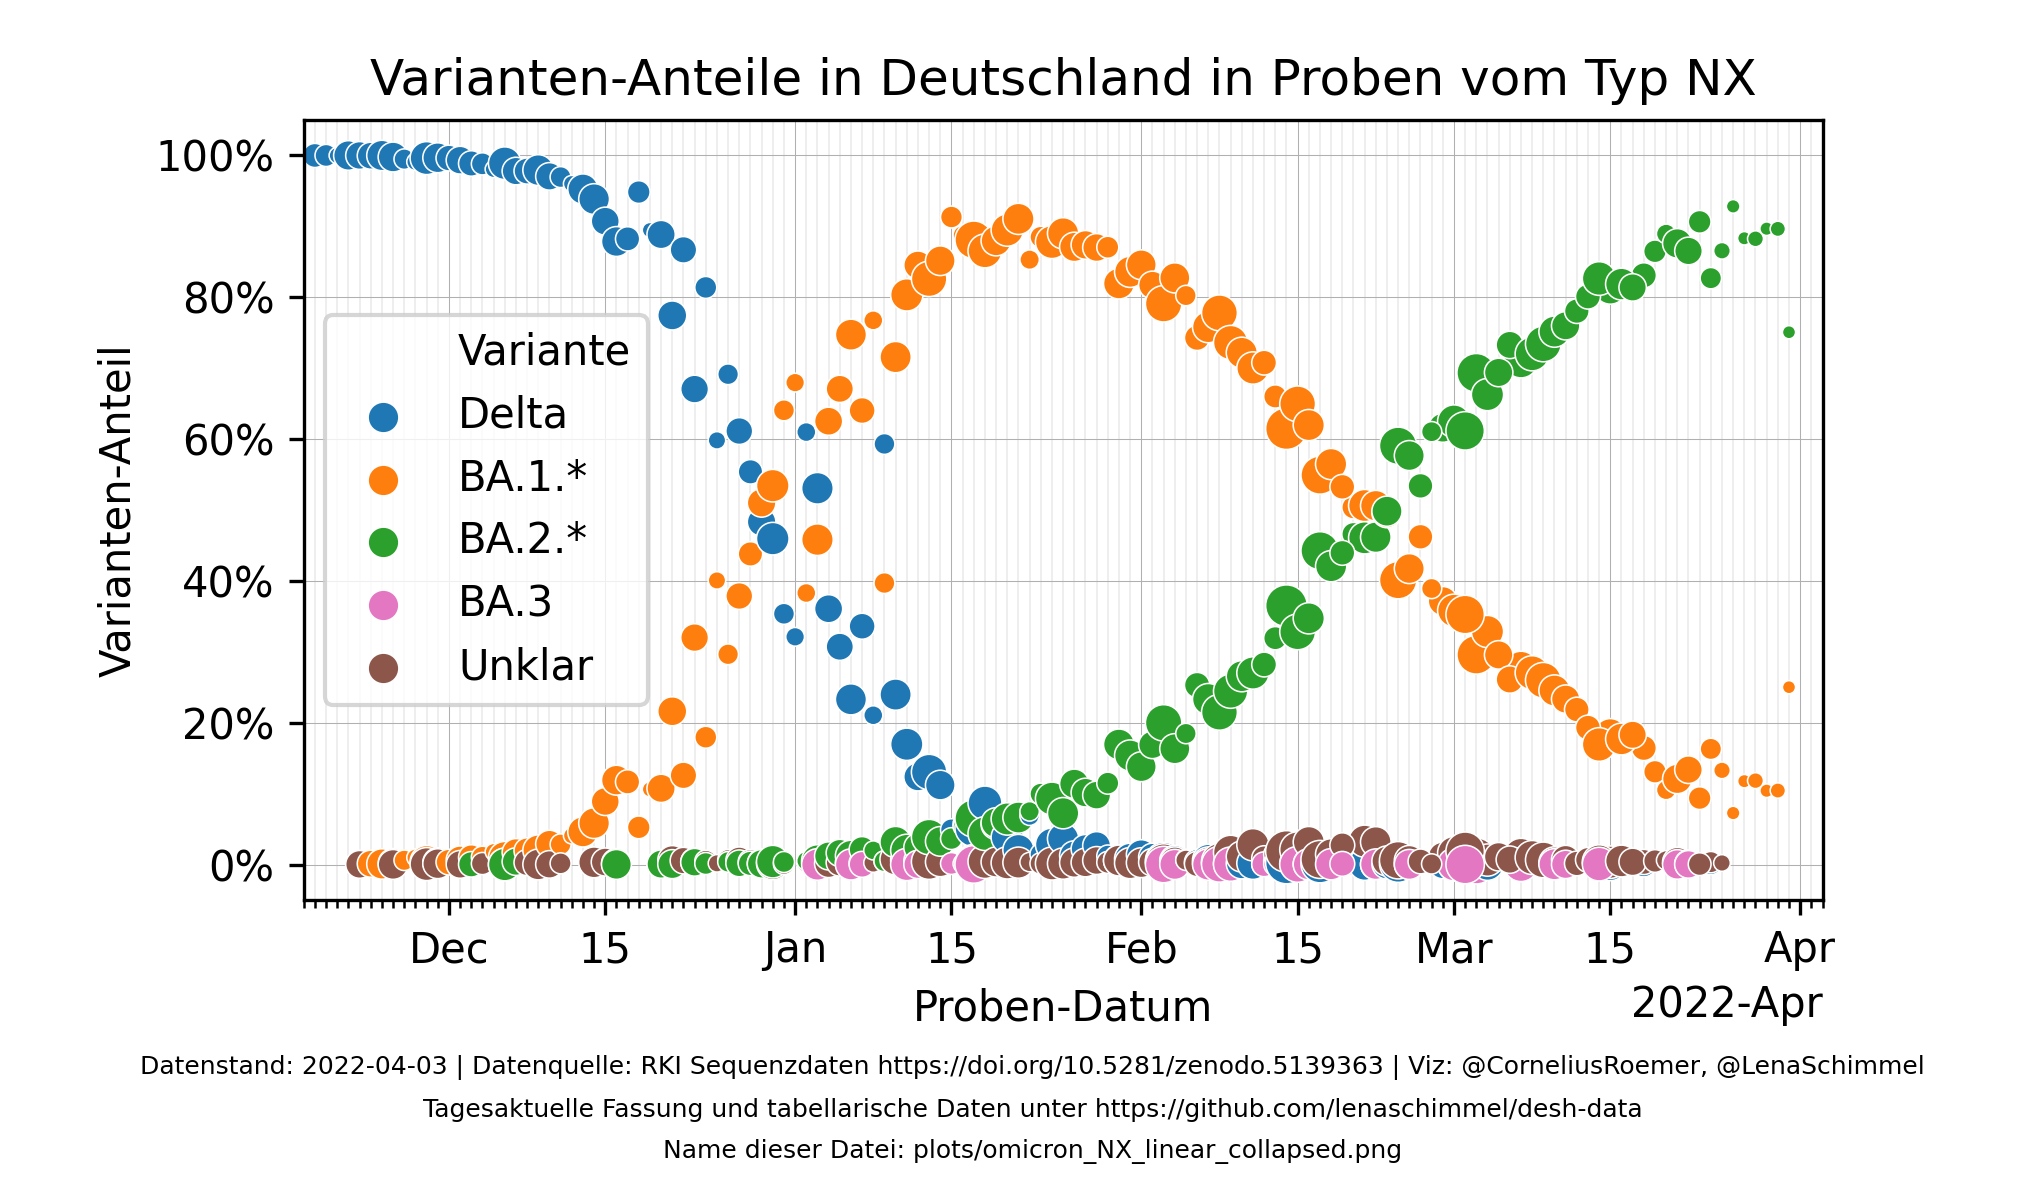 Varianten-Anteile in Deutschland in Proben vom Typ NX
Varianten-Anteil
100%
80%
60%
40%
20%
0%
Variante
Delta
BA.1.*
BA.2.*
BA.3
Unklar
Dec 15 Jan 15 Feb 15 Mar 15 Apr
Proben-Datum
2022-Apr
Datenstand: 2022-04-03 | Datenquelle: RKI Sequenzdaten https://doi.org/10.5281/zenodo.5139363 | Viz: @CorneliusRoemer, @LenaSchimmel
Tagesaktuelle Fassung und tabellarische Daten unter https://github.com/lenaschimmel/desh-data
Name dieser Datei: plots/omicron_NX_linear_collapsed.png